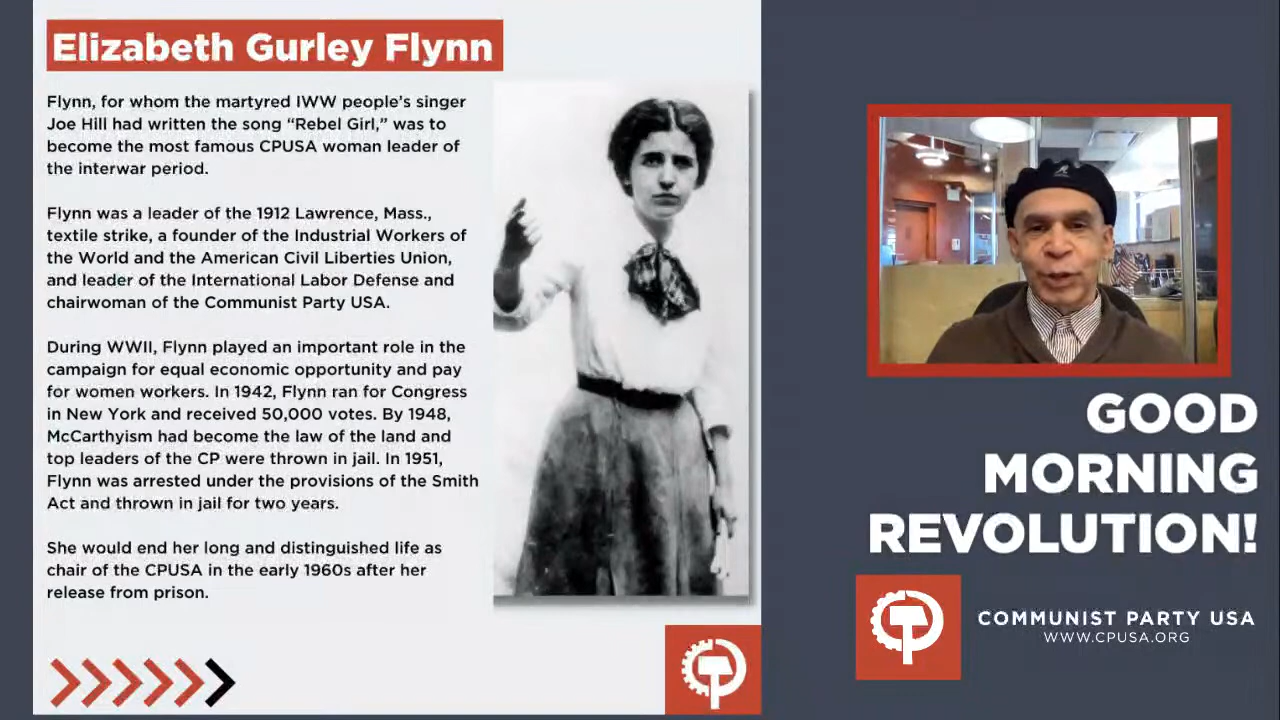 Elizabeth Gurley Flynn
Flynn, for whom the martyred IWW people's singer
Joe Hill had written the song “Rebel Girl,” was to
become the most famous CPUSA woman leader of
the interwar period.
Flynn was a leader of the 1912 Lawrence, Mass.,
textile strike, a founder of the Industrial Workers of
the World and the American Civil Liberties Union,
and leader of the International Labor Defense and
chairwoman of the Communist Party USA.
During WWII, Flynn played an important role in the
campaign for equal economic opportunity and pay
for women workers. In 1942, Flynn ran for Congress
in New York and received 50,000 votes. By 1948,
McCarthyism had become the law of the land and
top leaders of the CP were thrown in jail. In 1951,
Flynn was arrested under the provisions of the Smith
Act and thrown in jail for two years.
She would end her long and distinguished life as
chair of the CPUSA in the early 1960s after her
release from prison.
GOOD
MORNING
REVOLUTION!
COMMUNIST PARTY USA
WWW.CPUSA.ORG